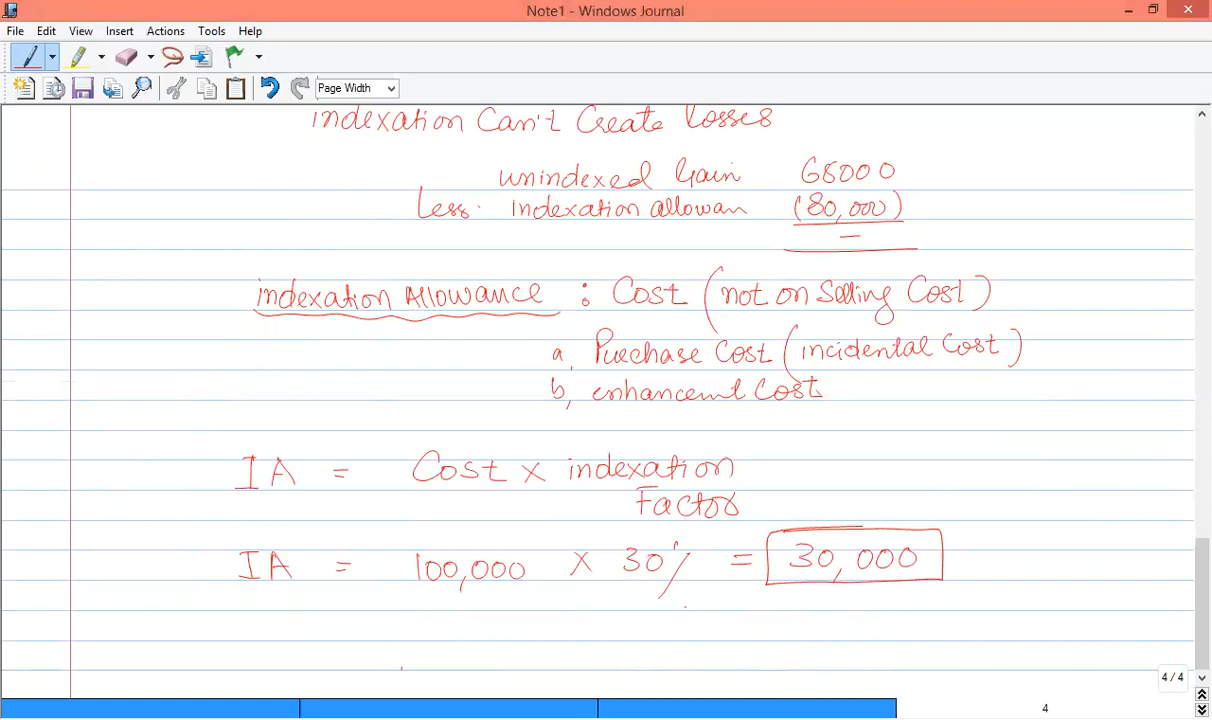 Note1 - Windows Journal
File Edit View Insert Actions Tools Help
Page Width
indexation Can't Create Losses
unindexed Gain 68000
Less. indexation allowan (80,000)
—
indexation Allowance : Cost (not on Selling Cost)
a, Purchase Cost (incidental Cost)
b, enhancemnt Cost
IA = Cost x indexation
Factor
IA = 100,000 x 30% = 30,000
4 / 4
4